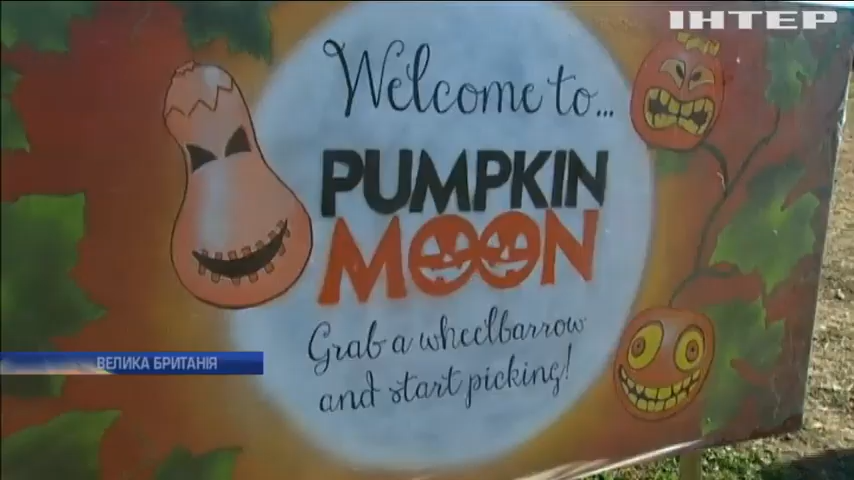 ІНТЕР
Welcome to...
PUMPKIN
MOON
Grab a wheelbarrow
and start picking!
ВЕЛИКА БРИТАНІЯ